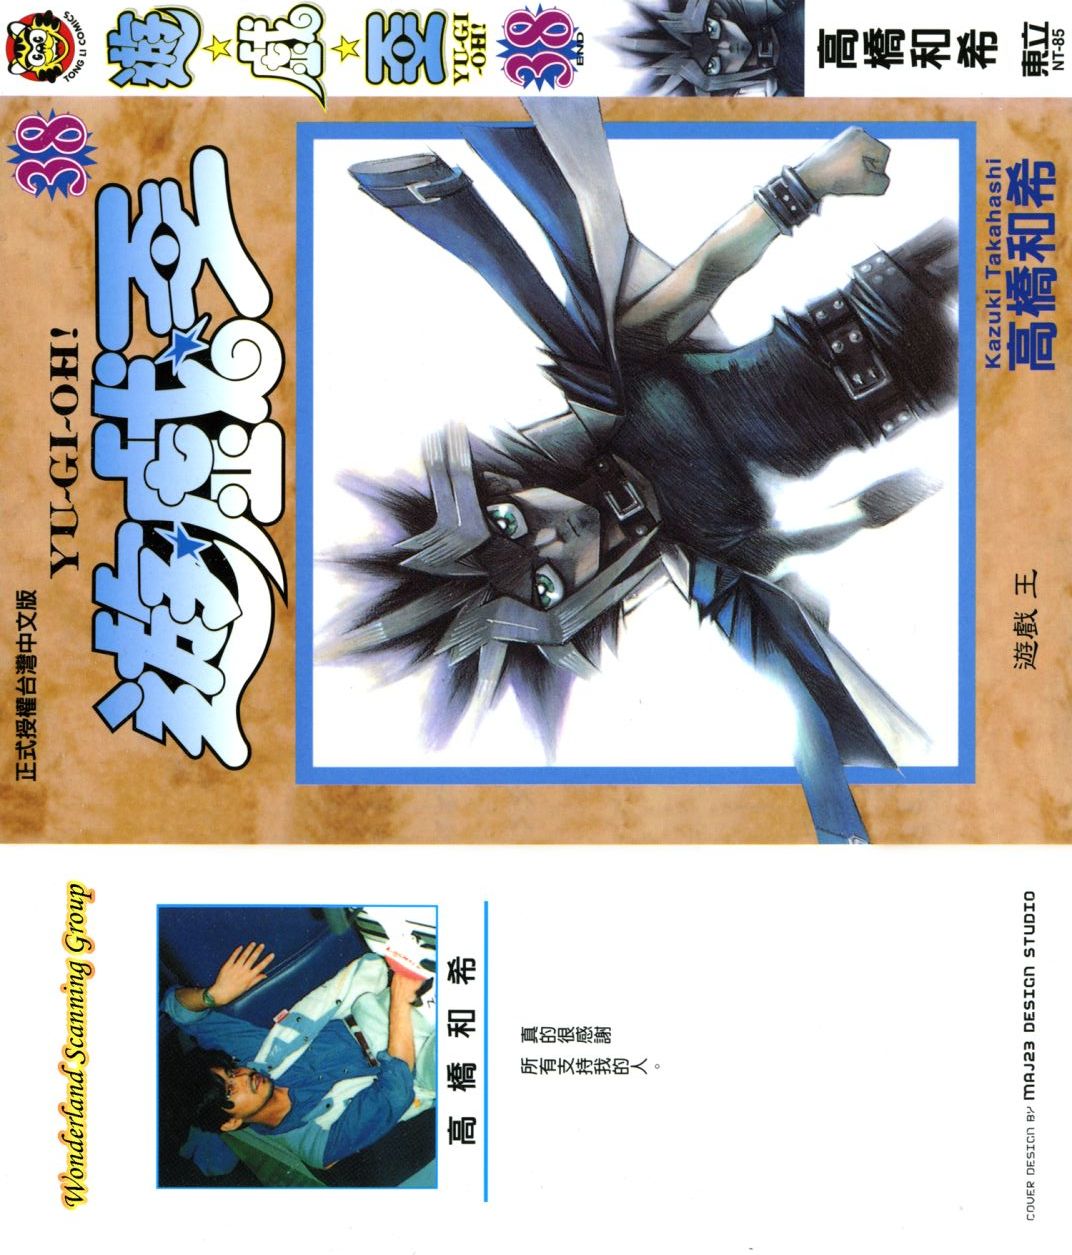 TONG LI COMICS
遊☆戲☆王
YU-GI
-OH!
38
END
高橋和希
東立
NT-85
38
正式授權台灣中文版
YU-GI-OH!
遊戲王
Kazuki Takahashi
高橋和希
遊戲王
Wonderland Scanning Group
高橋和希
真的很感謝
所有支持我的人。
COVER DESIGN BY MAJ23 DESIGN STUDIO